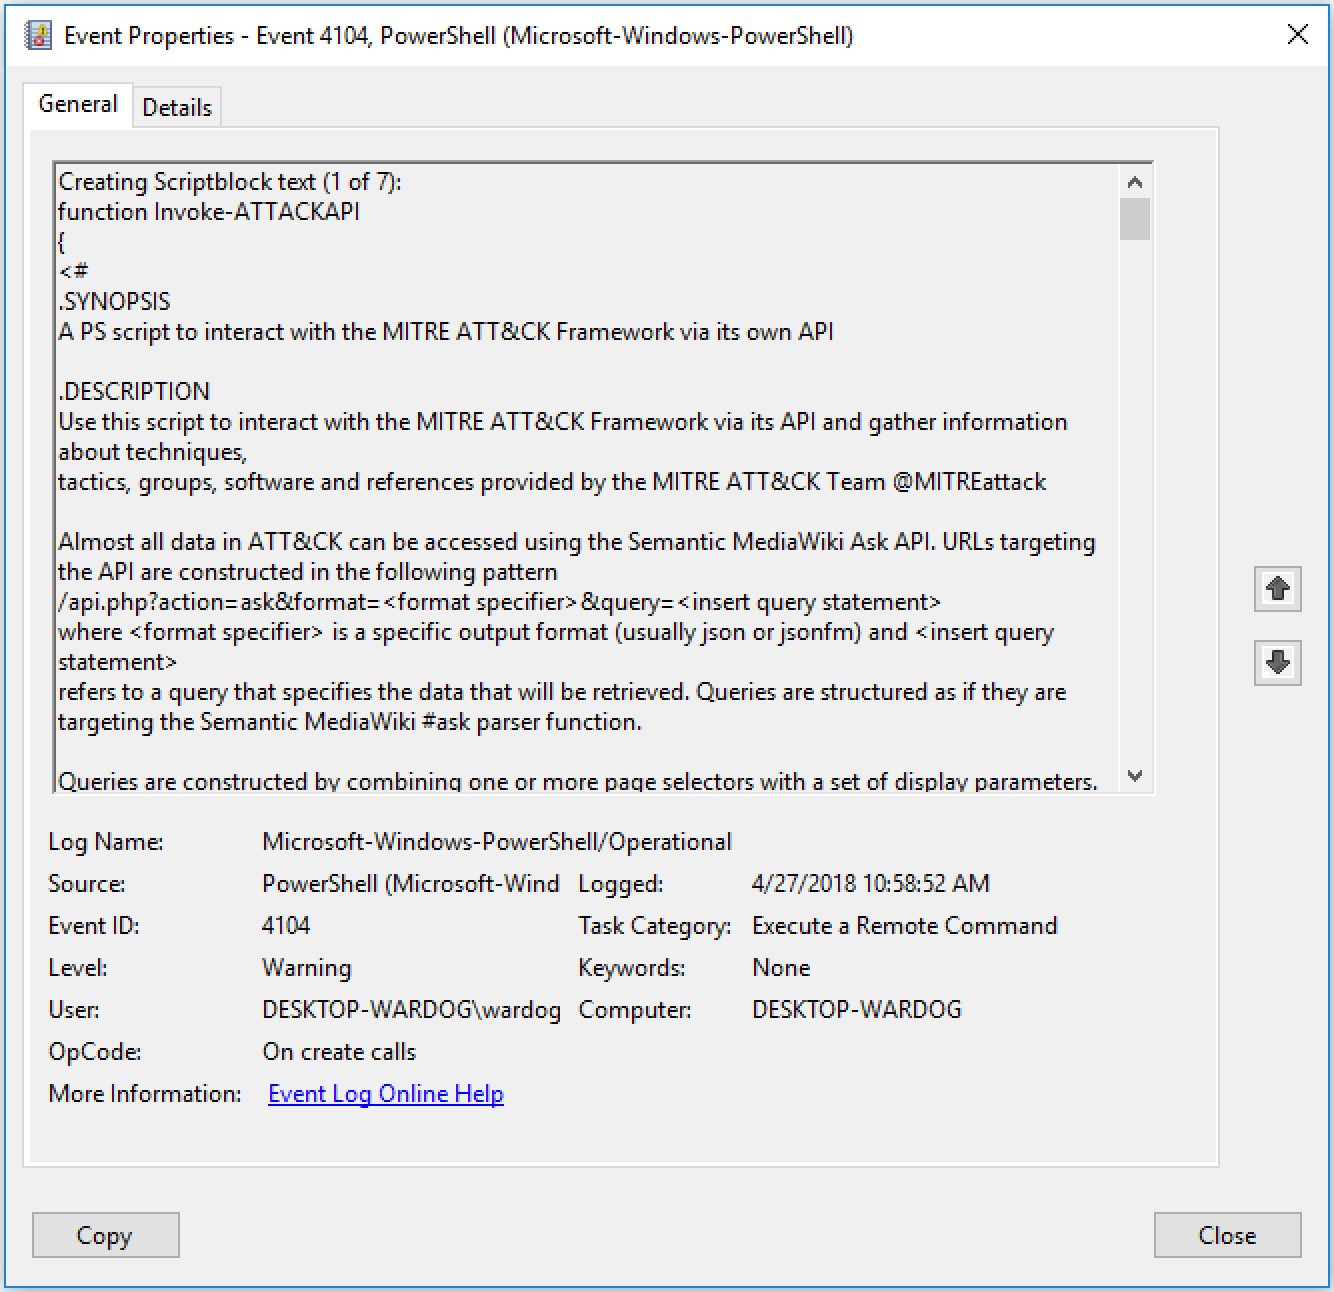 Event Properties - Event 4104, PowerShell (Microsoft-Windows-PowerShell)
General
Details
Creating Scriptblock text (1 of 7):
function Invoke-ATTACKAPI
{
<#
.SYNOPSIS
A PS script to interact with the MITRE ATT&CK Framework via its own API
.DESCRIPTION
Use this script to interact with the MITRE ATT&CK Framework via its API and gather information
about techniques,
tactics, groups, software and references provided by the MITRE ATT&CK Team @MITREattack
Almost all data in ATT&CK can be accessed using the Semantic MediaWiki Ask API. URLs targeting
the API are constructed in the following pattern
/api.php?action=ask&format=<format specifier>&query=<insert query statement>
where <format specifier> is a specific output format (usually json or jsonfm) and <insert query
statement>
refers to a query that specifies the data that will be retrieved. Queries are structured as if they are
targeting the Semantic MediaWiki #ask parser function.
Queries are constructed by combining one or more page selectors with a set of display parameters.
Log Name: Microsoft-Windows-PowerShell/Operational
Source: PowerShell (Microsoft-Wind Logged: 4/27/2018 10:58:52 AM
Event ID: 4104 Task Category: Execute a Remote Command
Level: Warning Keywords: None
User: DESKTOP-WARDOG\wardog Computer: DESKTOP-WARDOG
OpCode: On create calls
More Information: Event Log Online Help
Copy
Close